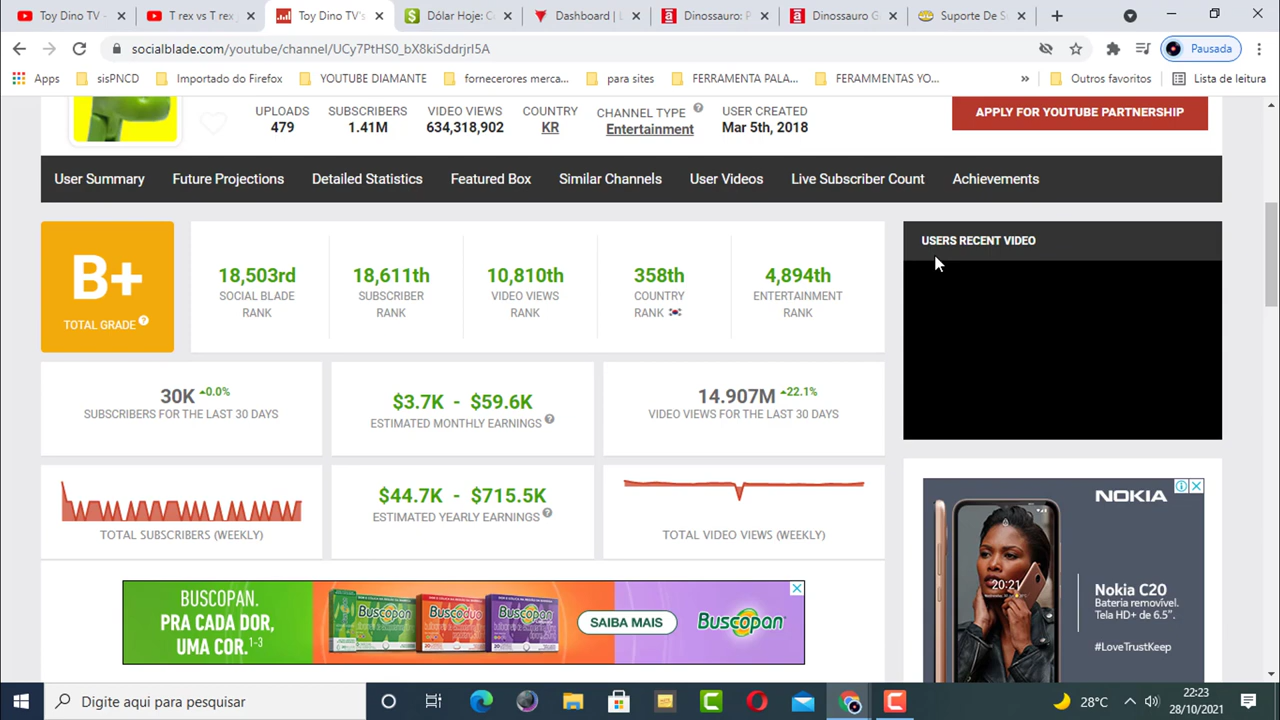 Toy Dino TV -
T rex vs T rex
Toy Dino TV's
Dólar Hoje: Co
Dashboard | L
Dinossauro: P
Dinossauro G
Suporte De S
socialblade.com/youtube/channel/UCy7PtHS0_bX8kiSddrjrI5A
Pausada
Apps
sisPNCD
Importado do Firefox
YOUTUBE DIAMANTE
fornecerores merca...
para sites
FERRAMENTA PALA...
FERAMMENTAS YO...
»
Outros favoritos
Lista de leitura
UPLOADS
479
SUBSCRIBERS
1.41M
VIDEO VIEWS
634,318,902
COUNTRY
KR
CHANNEL TYPE
Entertainment
USER CREATED
Mar 5th, 2018
APPLY FOR YOUTUBE PARTNERSHIP
User Summary
Future Projections
Detailed Statistics
Featured Box
Similar Channels
User Videos
Live Subscriber Count
Achievements
B+
TOTAL GRADE
18,503rd
SOCIAL BLADE
RANK
18,611th
SUBSCRIBER
RANK
10,810th
VIDEO VIEWS
RANK
358th
COUNTRY
RANK
4,894th
ENTERTAINMENT
RANK
USERS RECENT VIDEO
30K 0.0%
SUBSCRIBERS FOR THE LAST 30 DAYS
$3.7K - $59.6K
ESTIMATED MONTHLY EARNINGS
14.907M 22.1%
VIDEO VIEWS FOR THE LAST 30 DAYS
TOTAL SUBSCRIBERS (WEEKLY)
$44.7K - $715.5K
ESTIMATED YEARLY EARNINGS
TOTAL VIDEO VIEWS (WEEKLY)
BUSCOPAN.
PRA CADA DOR,
UMA COR.1-3
Buscopan
Buscoduo
Buscopan
SAIBA MAIS
Buscopan
NOKIA
20:21
Nokia C20
Bateria removível.
Tela HD+ de 6.5”.
#LoveTrustKeep
Digite aqui para pesquisar
28°C
22:23
28/10/2021